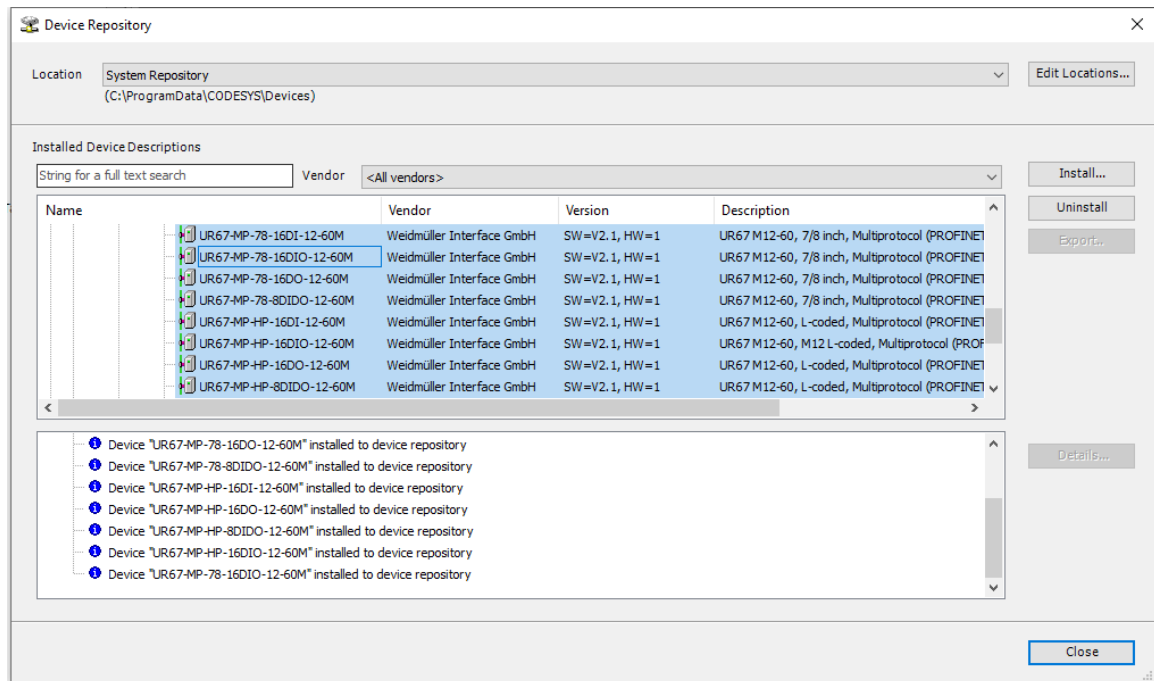 Device Repository
Location System Repository Edit Locations...
(C:\ProgramData\CODESYS\Devices)
Installed Device Descriptions
String for a full text search Vendor <All vendors> Install...
Uninstall
Export...
Name Vendor Version Description
UR67-MP-78-16DI-12-60M Weidmüller Interface GmbH SW=V2.1, HW=1 UR67 M12-60, 7/8 inch, Multiprotocol (PROFINET
UR67-MP-78-16DIO-12-60M Weidmüller Interface GmbH SW=V2.1, HW=1 UR67 M12-60, 7/8 inch, Multiprotocol (PROFINET
UR67-MP-78-16DO-12-60M Weidmüller Interface GmbH SW=V2.1, HW=1 UR67 M12-60, 7/8 inch, Multiprotocol (PROFINET
UR67-MP-78-8DIDO-12-60M Weidmüller Interface GmbH SW=V2.1, HW=1 UR67 M12-60, 7/8 inch, Multiprotocol (PROFINET
UR67-MP-HP-16DI-12-60M Weidmüller Interface GmbH SW=V2.1, HW=1 UR67 M12-60, L-coded, Multiprotocol (PROFINET
UR67-MP-HP-16DIO-12-60M Weidmüller Interface GmbH SW=V2.1, HW=1 UR67 M12-60, M12 L-coded, Multiprotocol (PROF
UR67-MP-HP-16DO-12-60M Weidmüller Interface GmbH SW=V2.1, HW=1 UR67 M12-60, L-coded, Multiprotocol (PROFINET
UR67-MP-HP-8DIDO-12-60M Weidmüller Interface GmbH SW=V2.1, HW=1 UR67 M12-60, L-coded, Multiprotocol (PROFINET
Device "UR67-MP-78-16DO-12-60M" installed to device repository
Device "UR67-MP-78-8DIDO-12-60M" installed to device repository
Device "UR67-MP-HP-16DI-12-60M" installed to device repository
Device "UR67-MP-HP-16DO-12-60M" installed to device repository
Device "UR67-MP-HP-8DIDO-12-60M" installed to device repository
Device "UR67-MP-HP-16DIO-12-60M" installed to device repository
Device "UR67-MP-78-16DIO-12-60M" installed to device repository
Details...
Close